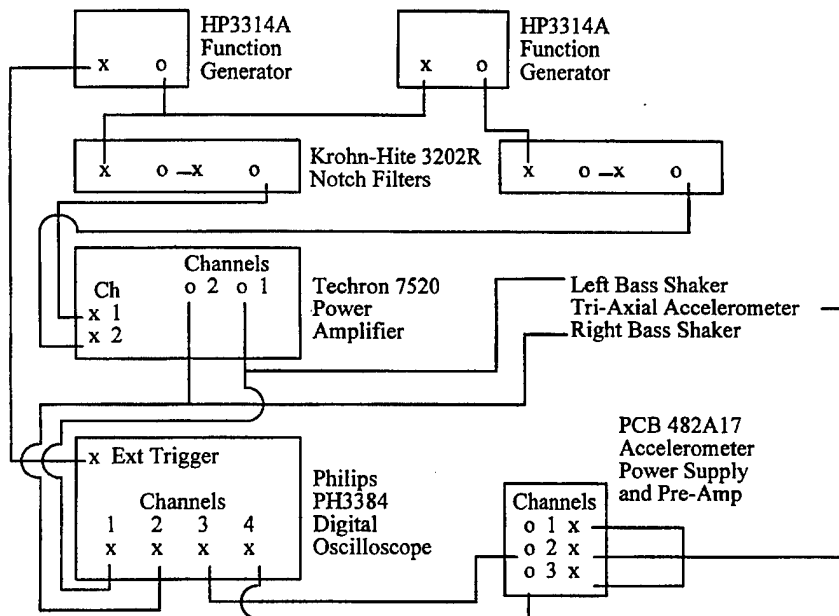 HP3314A
Function
Generator
x o
HP3314A
Function
Generator
x o
x o x o
Krohn-Hite 3202R
Notch Filters
x o x o
Channels
o 2 o 1
Ch
x 1
x 2
Techron 7520
Power
Amplifier
Left Bass Shaker
Tri-Axial Accelerometer
Right Bass Shaker
x Ext Trigger
Channels
1 2 3 4
x x x x
Philips
PH3384
Digital
Oscilloscope
PCB 482A17
Accelerometer
Power Supply
and Pre-Amp
Channels
o 1 x
o 2 x
o 3 x